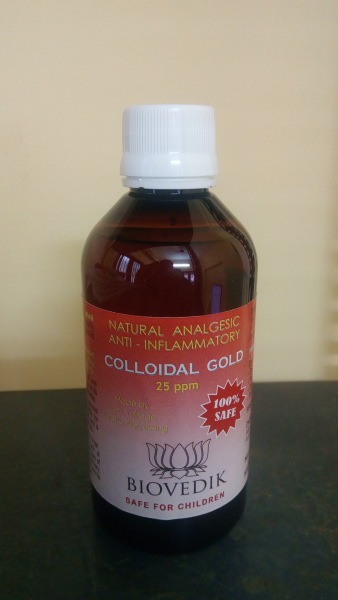 NATURAL ANALGESIC
ANTI - INFLAMMATORY
COLLOIDAL GOLD
25 ppm
100%
SAFE
BIOVEDIK
SAFE FOR CHILDREN